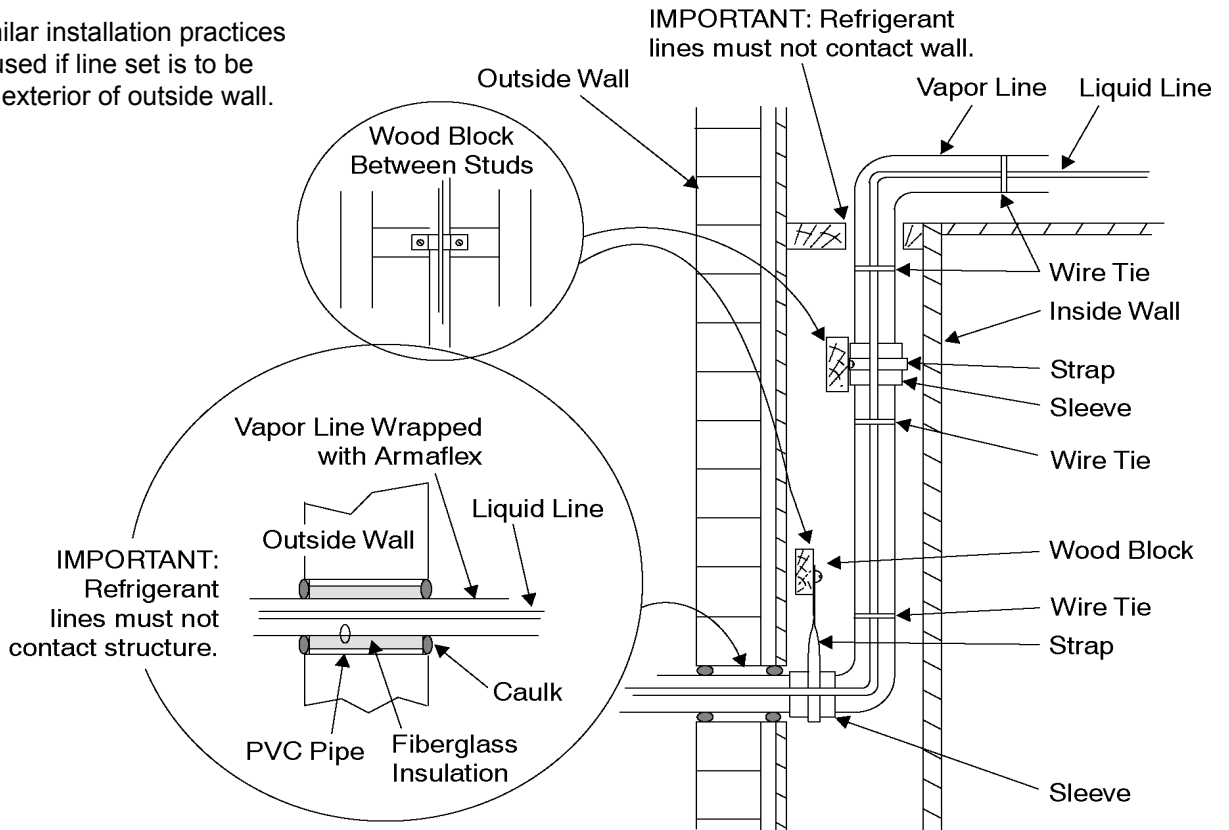 ilar installation practices
used if line set is to be
exterior of outside wall.
IMPORTANT: Refrigerant
lines must not contact wall.
Outside Wall
Vapor Line
Liquid Line
Wood Block
Between Studs
Wire Tie
Inside Wall
Strap
Sleeve
Wire Tie
Vapor Line Wrapped
with Armaflex
Liquid Line
Outside Wall
IMPORTANT:
Refrigerant
lines must not
contact structure.
Caulk
PVC Pipe
Fiberglass
Insulation
Wood Block
Wire Tie
Strap
Sleeve